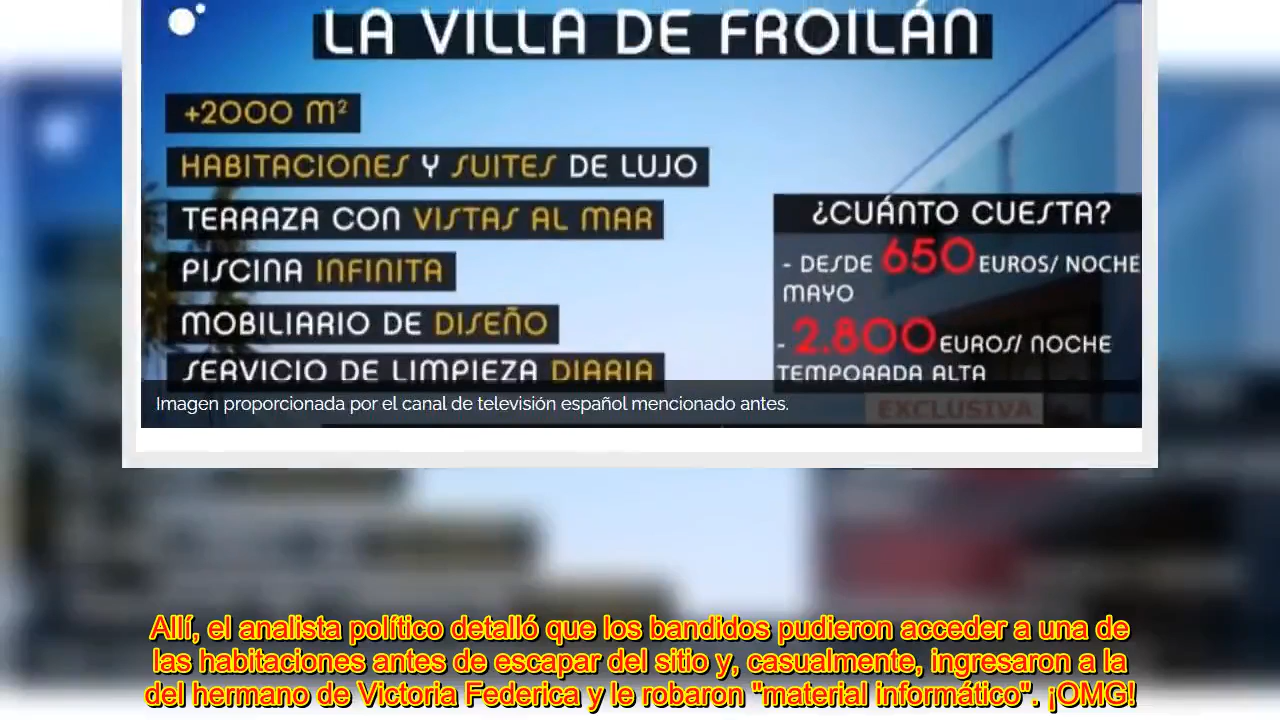 LA VILLA DE FROILÁN
+2000 M²
HABITACIONES Y SUITES DE LUJO
TERRAZA CON VISTAS AL MAR
¿CUÁNTO CUESTA?
- DESDE 650 EUROS/ NOCHE
MAYO
PISCINA INFINITA
MOBILIARIO DE DISEÑO
- 2.800 EUROS/ NOCHE
TEMPORADA ALTA
SERVICIO DE LIMPIEZA DIARIA
Imagen proporcionada por el canal de televisión español mencionado antes.
EXCLUSIVA
Allí, el analista político detalló que los bandidos pudieron acceder a una de
las habitaciones antes de escapar del sitio y, casualmente, ingresaron a la
del hermano de Victoria Federica y le robaron "material informático". ¡OMG!